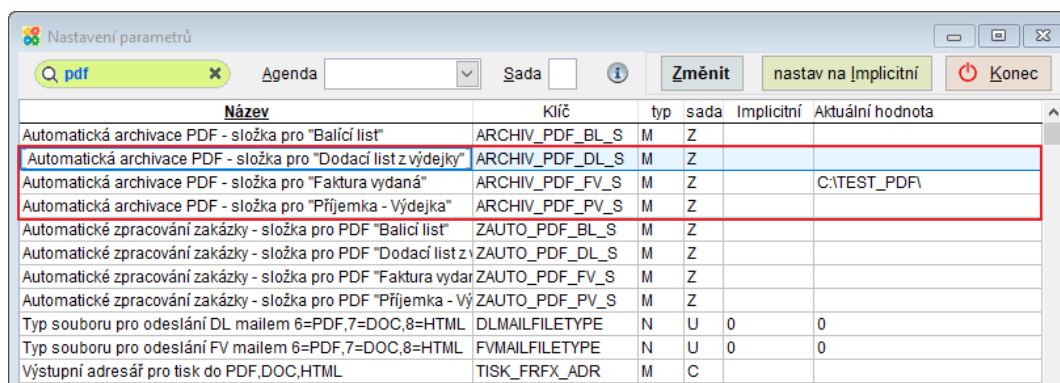 Nastavení parametrů
pdf Agenda Sada Změnit nastav na Implicitní Konec
Název Klíč typ sada Implicitní Aktuální hodnota
Automatická archivace PDF - složka pro "Balící list" ARCHIV_PDF_BL_S M Z
Automatická archivace PDF - složka pro "Dodací list z výdejky" ARCHIV_PDF_DL_S M Z
Automatická archivace PDF - složka pro "Faktura vydaná" ARCHIV_PDF_FV_S M Z C:\TEST_PDF\
Automatická archivace PDF - složka pro "Příjemka - Výdejka" ARCHIV_PDF_PV_S M Z
Automatické zpracování zakázky - složka pro PDF "Balicí list" ZAUTO_PDF_BL_S M Z
Automatické zpracování zakázky - složka pro PDF "Dodací list z v ZAUTO_PDF_DL_S M Z
Automatické zpracování zakázky - složka pro PDF "Faktura vydar ZAUTO_PDF_FV_S M Z
Automatické zpracování zakázky - složka pro PDF "Příjemka - Vý ZAUTO_PDF_PV_S M Z
Typ souboru pro odeslání DL mailem 6=PDF,7=DOC,8=HTML DLMAILFILETYPE N U 0 0
Typ souboru pro odeslání FV mailem 6=PDF,7=DOC,8=HTML FVMAILFILETYPE N U 0 0
Výstupní adresář pro tisk do PDF,DOC,HTML TISK_FRFX_ADR M C